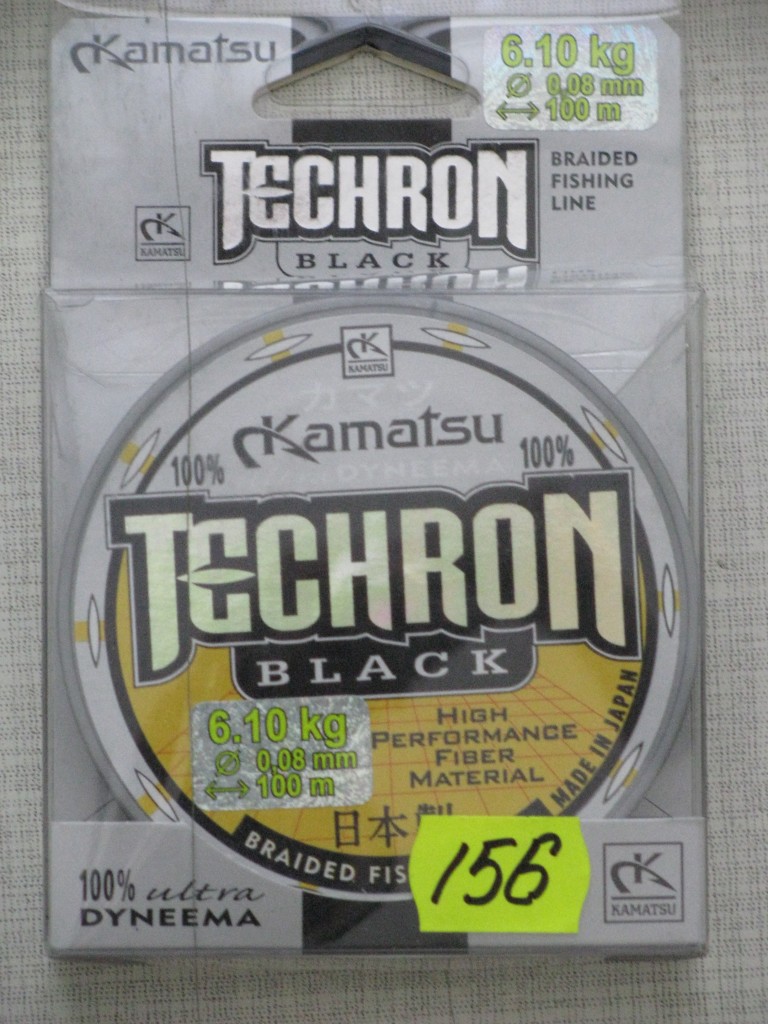 Kamatsu
6.10 kg
Ø 0,08 mm
↔ 100 m
TECHRON
BLACK
BRAIDED
FISHING
LINE
K
KAMATSU
K
KAMATSU
カマツ
Kamatsu
100%
100%
DYNEEMA
TECHRON
BLACK
6.10 kg
Ø 0,08 mm
↔ 100 m
HIGH
PERFORMANCE
FIBER
MATERIAL
MADE IN JAPAN
日本製
BRAIDED FIS
156
100% ultra
DYNEEMA
K
KAMATSU